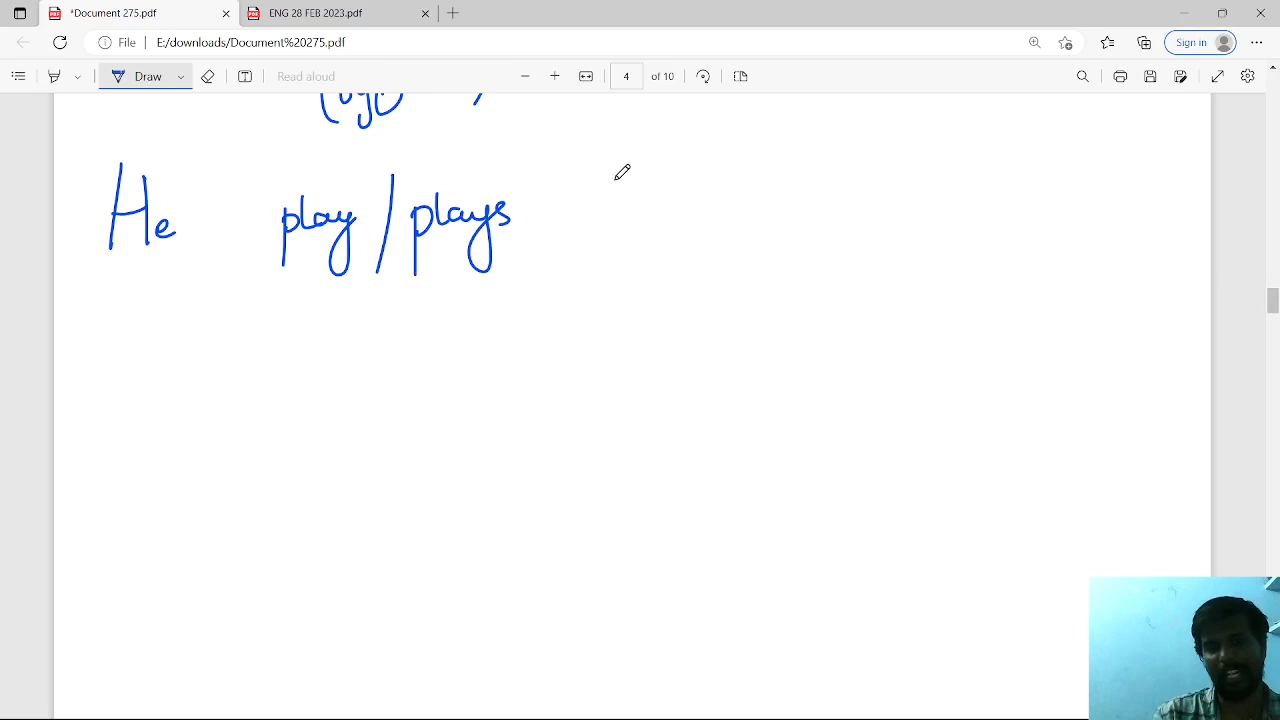 *Document 275.pdf
ENG 28 FEB 2023.pdf
File
E:/downloads/Document%20275.pdf
Sign in
Draw
Read aloud
4 of 10
He play / plays